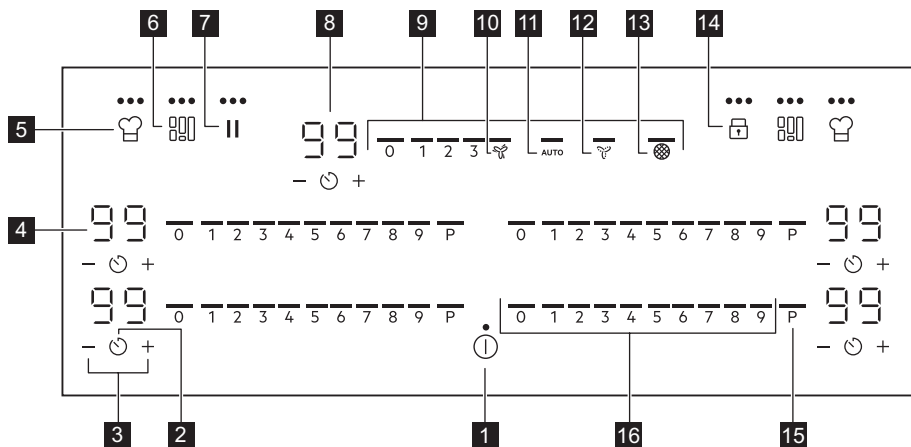 6 7 8 9 10 11 12 13 14
5
99 0 1 2 3 AUTO
− +
4 99 0 1 2 3 4 5 6 7 8 9 P 0 1 2 3 4 5 6 7 8 9 P 99
− + − +
99 0 1 2 3 4 5 6 7 8 9 P 0 1 2 3 4 5 6 7 8 9 P 99
− + − +
3 2 1 16 15